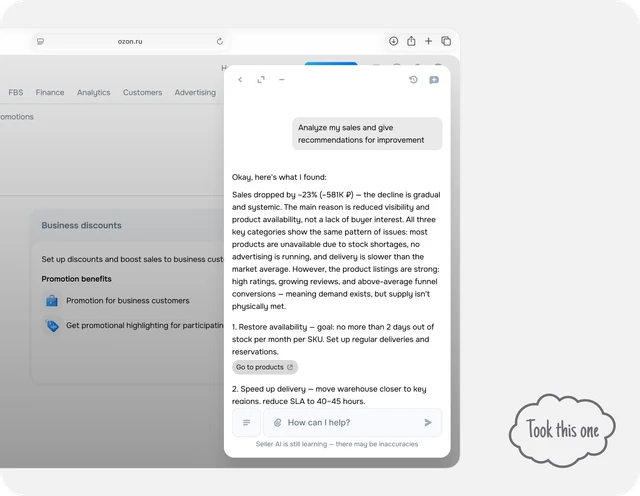 ozon.ru
FBS Finance Analytics Customers Advertising
omotions
Business discounts
Set up discounts and boost sales to business cust
Promotion benefits
Promotion for business customers
Get promotional highlighting for participatin
Analyze my sales and give
recommendations for improvement
Okay, here's what I found:
Sales dropped by –23% (–581K ₽) — the decline is gradual
and systemic. The main reason is reduced visibility and
product availability, not a lack of buyer interest. All three
key categories show the same pattern of issues: most
products are unavailable due to stock shortages, no
advertising is running, and delivery is slower than the
market average. However, the product listings are strong:
high ratings, growing reviews, and above-average funnel
conversions — meaning demand exists, but supply isn't
physically met.
1. Restore availability — goal: no more than 2 days out of
stock per month per SKU. Set up regular deliveries and
reservations.
Go to products
2. Speed up delivery — move warehouse closer to key
regions, reduce SLA to 40–45 hours.
How can I help?
Seller AI is still learning — there may be inaccuracies
Took this one